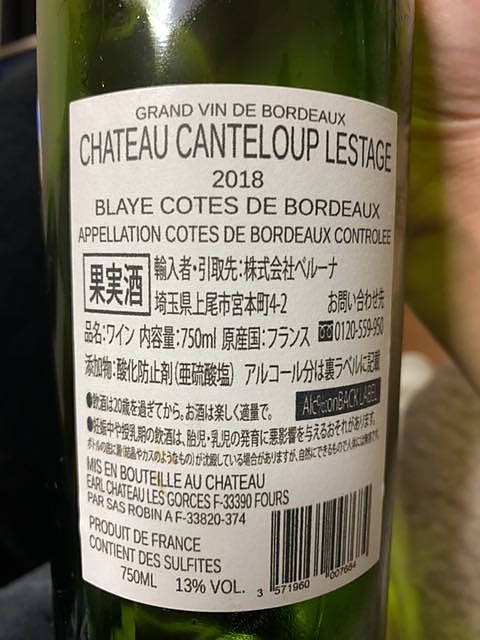 GRAND VIN DE BORDEAUX
CHATEAU CANTELOUP LESTAGE
2018
BLAYE COTES DE BORDEAUX
APPELLATION COTES DE BORDEAUX CONTROLEE
果実酒
輸入者・引取先:株式会社ベルーナ
埼玉県上尾市宮本町4-2 お問い合わせ先
品名:ワイン 内容量:750ml 原産国:フランス ☎0120-559-950
添加物:酸化防止剤(亜硫酸塩) アルコール分は裏ラベルに記載
Alc%onBACK LABEL
●飲酒は20歳を過ぎてから。お酒は楽しく適量で。
●妊娠中や授乳期の飲酒は、胎児・乳児の発育に悪影響を与えるおそれがあります。
MIS EN BOUTEILLE AU CHATEAU
EARL CHATEAU LES GORCES F-33390 FOURS
PAR SAS ROBIN A F-33820-374
PRODUIT DE FRANCE
CONTIENT DES SULFITES
750ML 13% VOL.
3 571960 007684